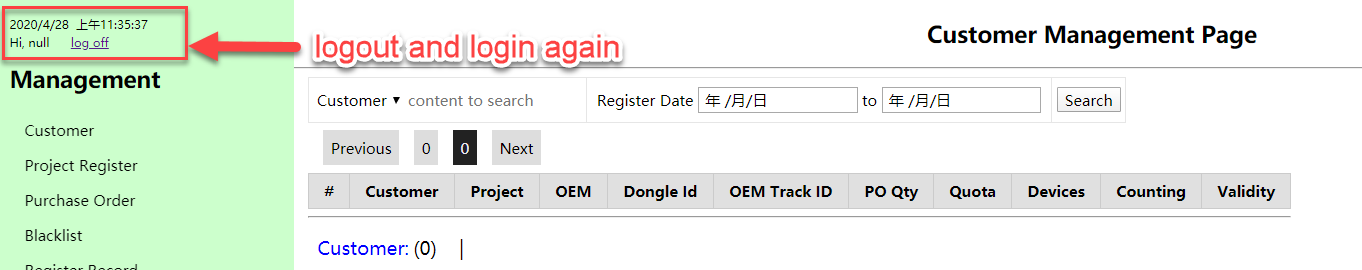 2020/4/28 上午11:35:37
Hi, null log off
logout and login again
Management
Customer
Project Register
Purchase Order
Blacklist
Register Record
Customer Management Page
Customer content to search Register Date 年 /月/日 to 年 /月/日 Search
Previous 0 0 Next
# Customer Project OEM Dongle Id OEM Track ID PO Qty Quota Devices Counting Validity
Customer: (0) |